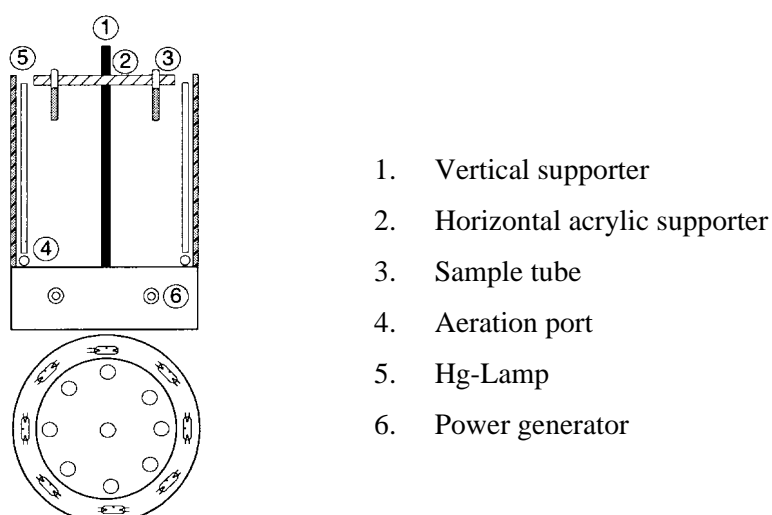 ①
⑤ ② ③
④
⑥
1. Vertical supporter
2. Horizontal acrylic supporter
3. Sample tube
4. Aeration port
5. Hg-Lamp
6. Power generator